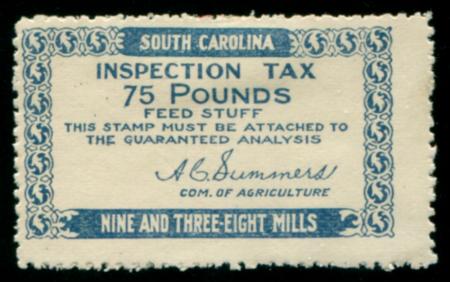 SOUTH CAROLINA
INSPECTION TAX
75 POUNDS
FEED STUFF
THIS STAMP MUST BE ATTACHED TO
THE GUARANTEED ANALYSIS
A C Summers
COM. OF AGRICULTURE
NINE AND THREE-EIGHT MILLS